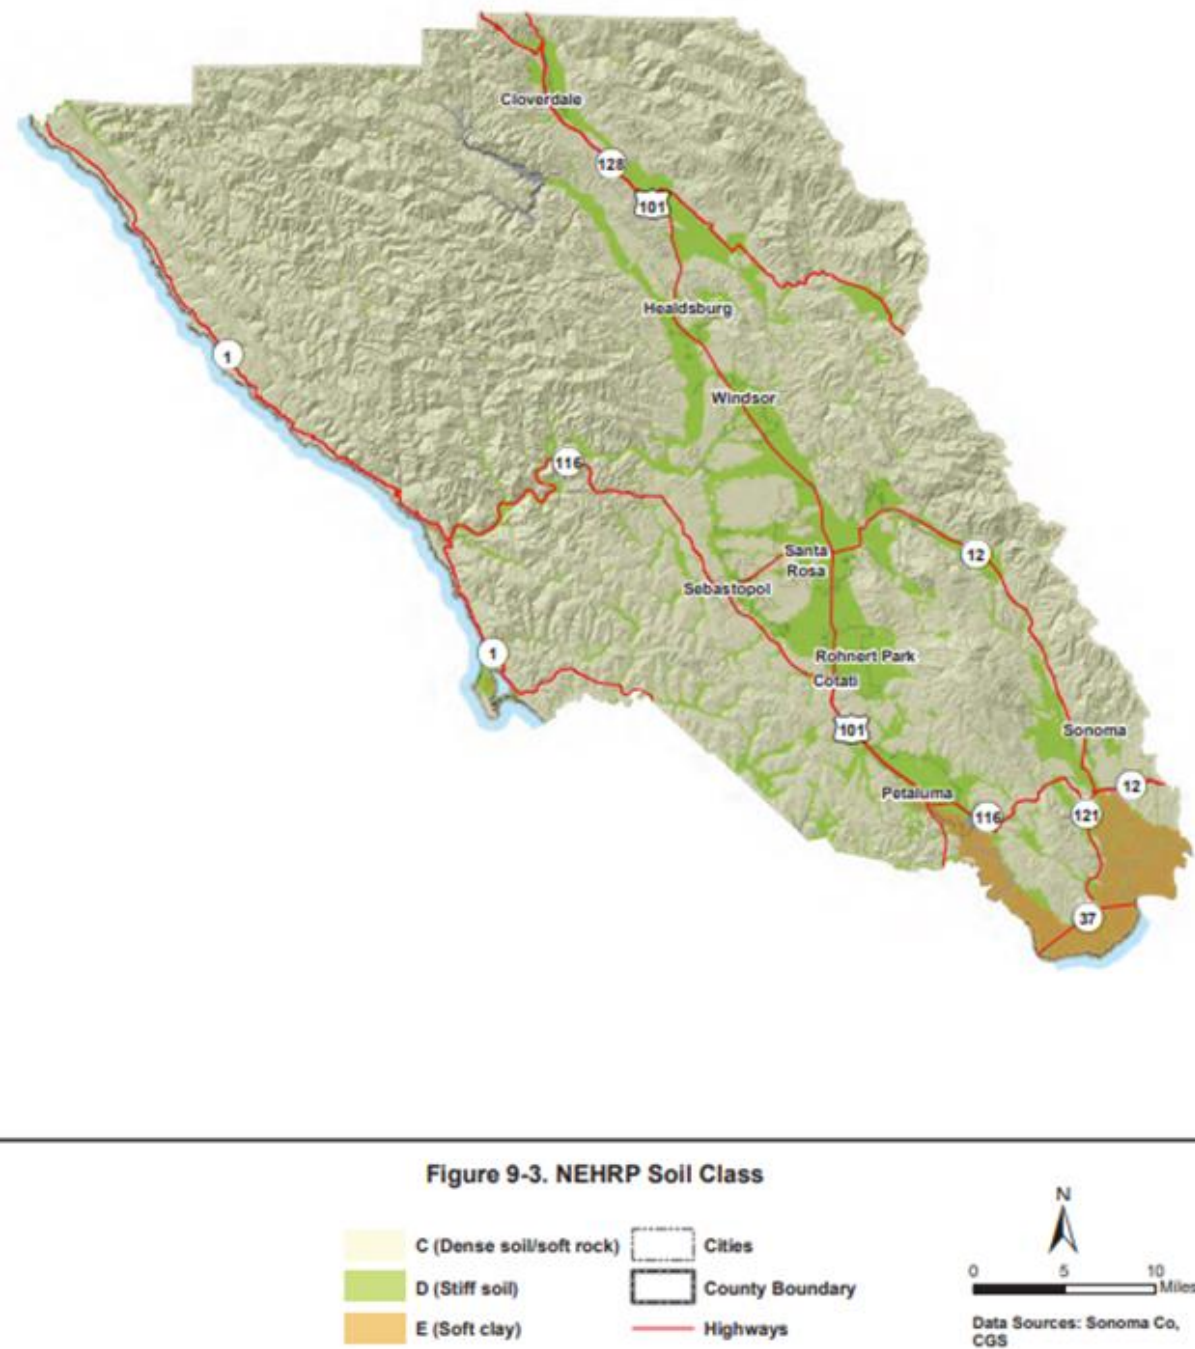 Cloverdale
128
101
Healdsburg
1
Windsor
116
12
Santa
Rosa
Sebastopol
1
Rohnert Park
Cotati
101
Sonoma
12
Petaluma
116
121
37
Figure 9-3. NEHRP Soil Class
C (Dense soil/soft rock)
D (Stiff soil)
E (Soft clay)
Cities
County Boundary
Highways
N
0 5 10
Miles
Data Sources: Sonoma Co,
CGS